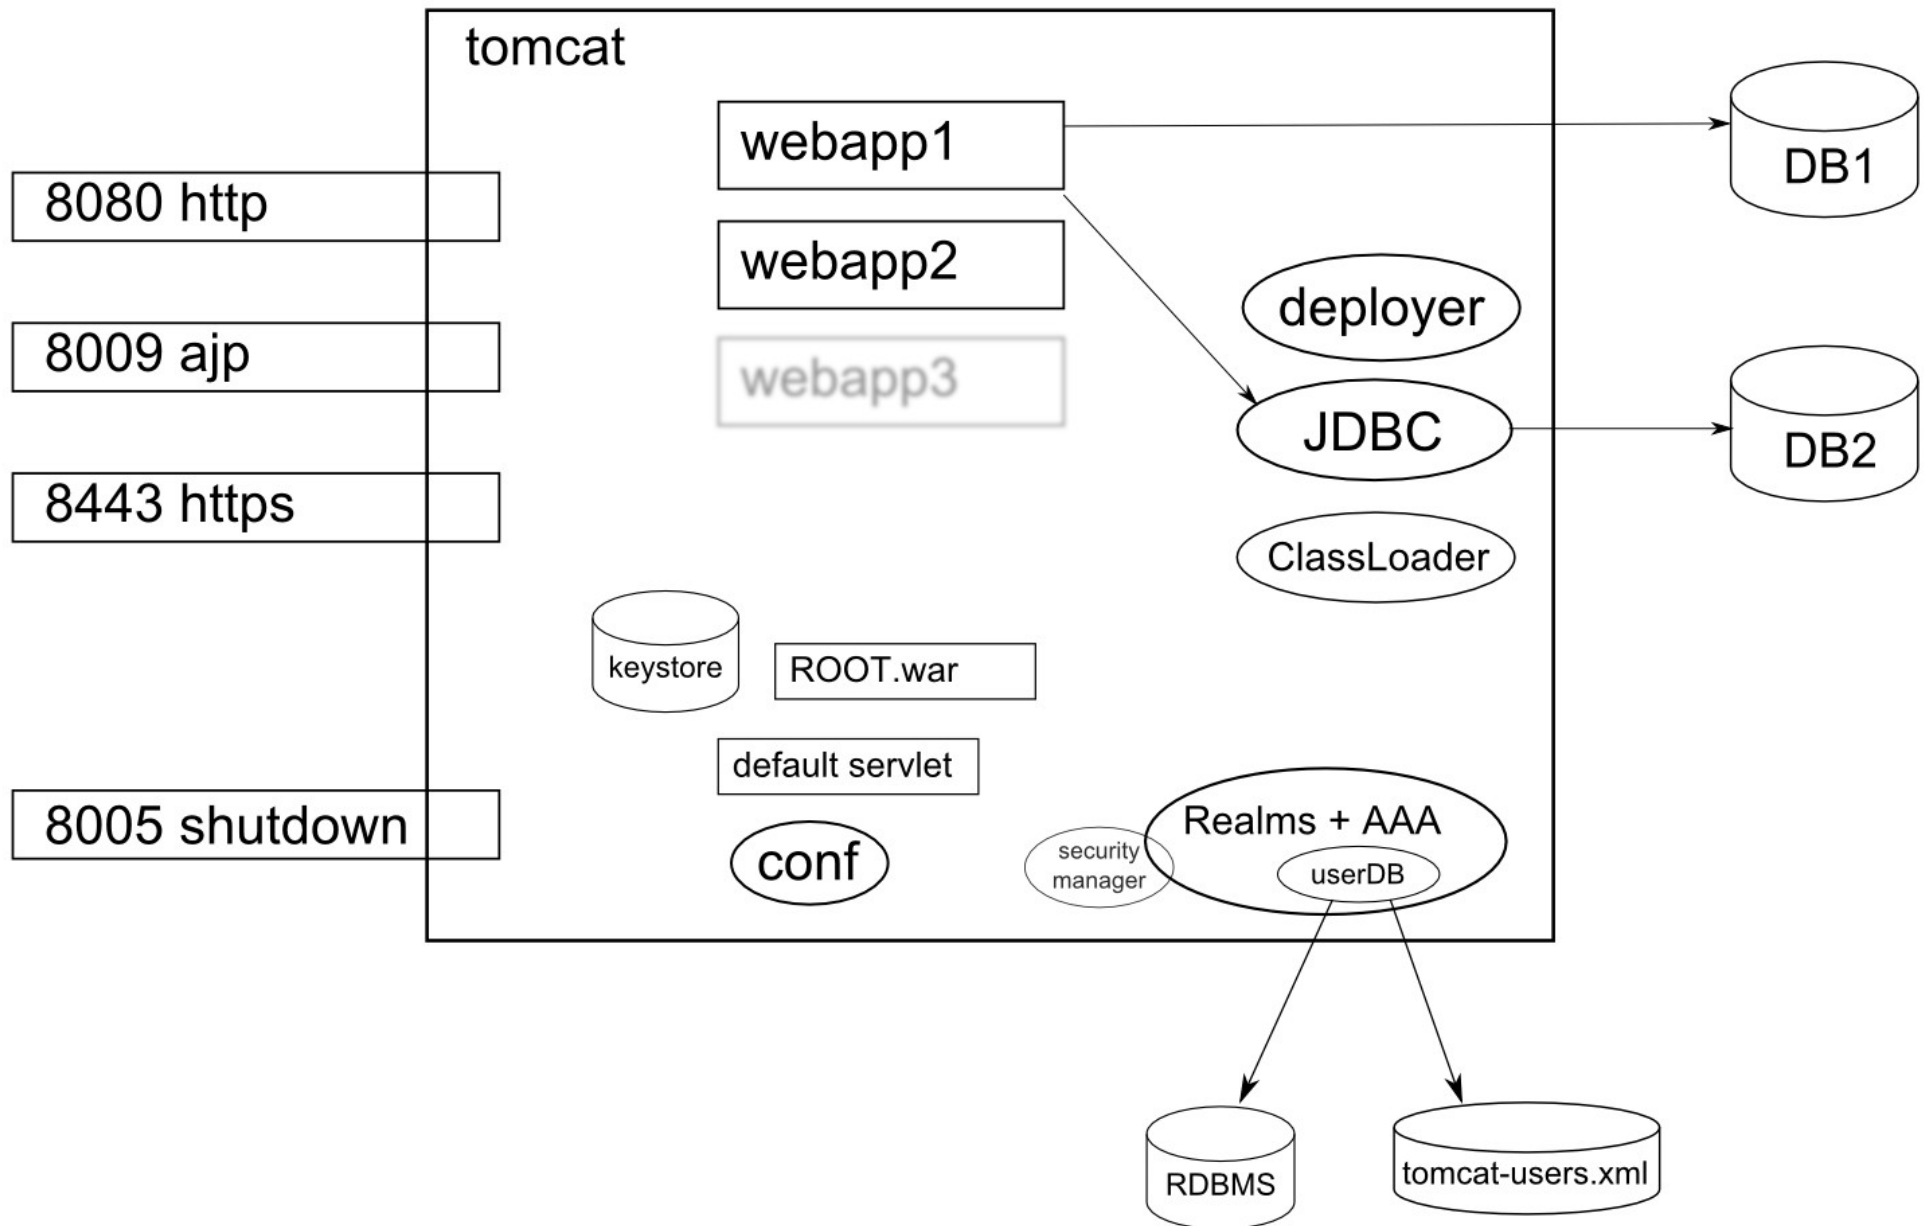 tomcat
webapp1
DB1
8080 http
webapp2
deployer
8009 ajp
webapp3
JDBC
DB2
8443 https
ClassLoader
keystore
ROOT.war
default servlet
8005 shutdown
conf
security
manager
Realms + AAA
userDB
RDBMS
tomcat-users.xml